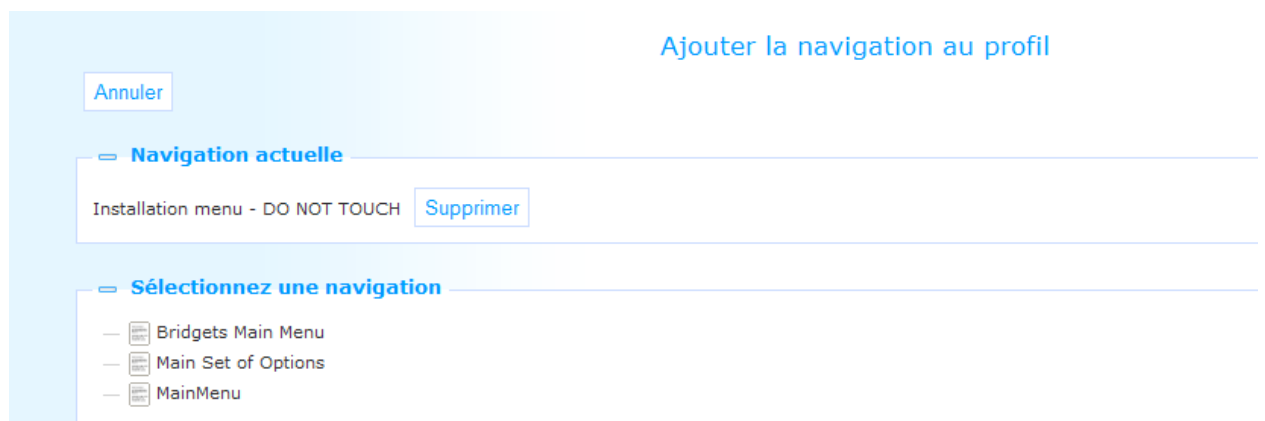 Ajouter la navigation au profil
Annuler
Navigation actuelle
Installation menu - DO NOT TOUCH Supprimer
Sélectionnez une navigation
Bridgets Main Menu
Main Set of Options
MainMenu